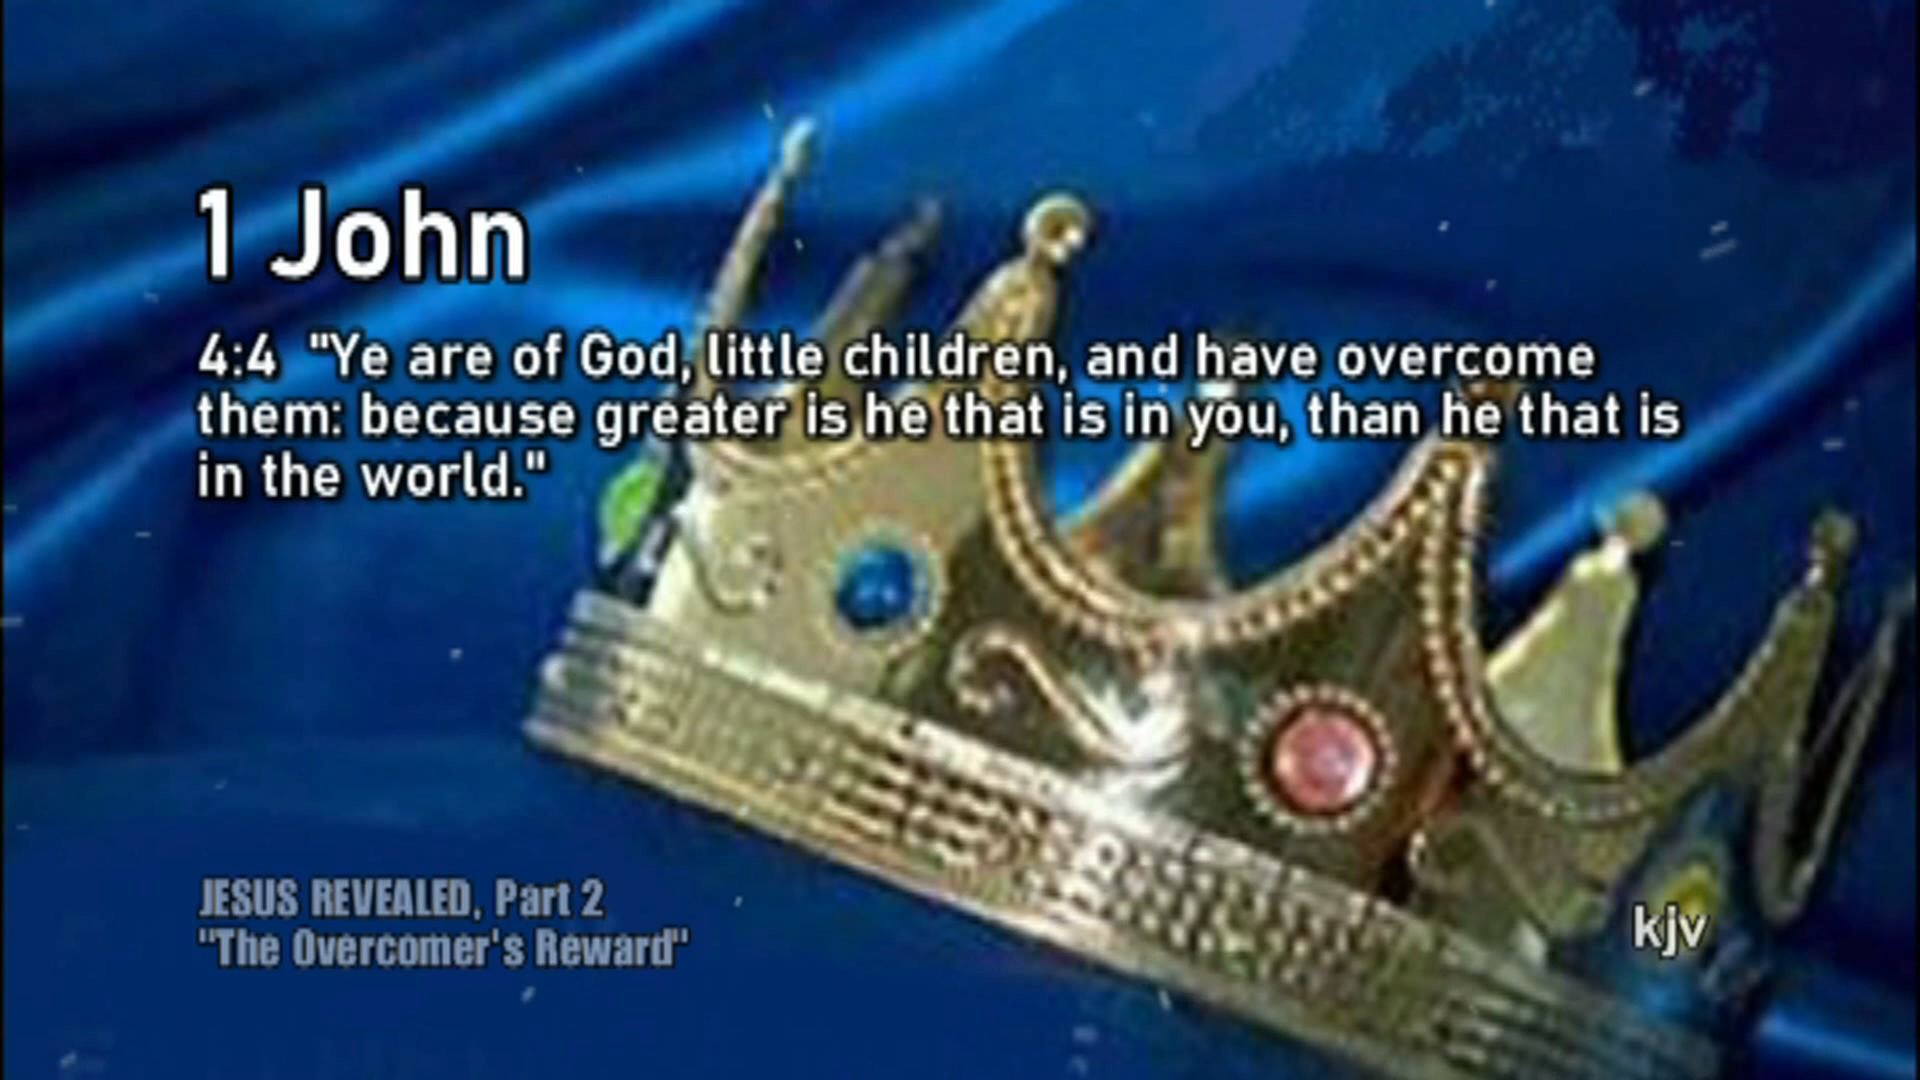 1 John
4:4 "Ye are of God, little children, and have overcome
them: because greater is he that is in you, than he that is
in the world."
JESUS REVEALED, Part 2
"The Overcomer's Reward"
kjv